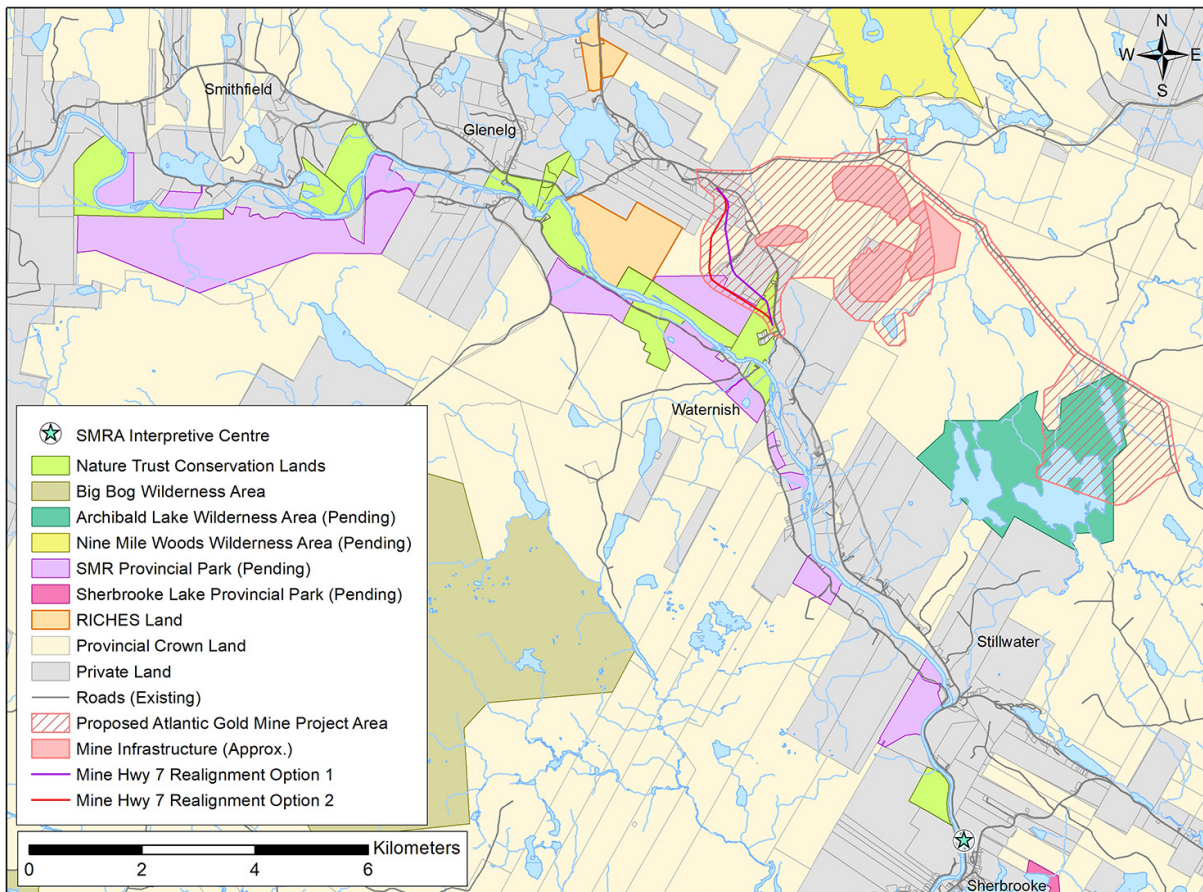 N
W E
S
Smithfield
Glenelg
Waternish
Stillwater
Sherbrooke
SMRA Interpretive Centre
Nature Trust Conservation Lands
Big Bog Wilderness Area
Archibald Lake Wilderness Area (Pending)
Nine Mile Woods Wilderness Area (Pending)
SMR Provincial Park (Pending)
Sherbrooke Lake Provincial Park (Pending)
RICHES Land
Provincial Crown Land
Private Land
Roads (Existing)
Proposed Atlantic Gold Mine Project Area
Mine Infrastructure (Approx.)
Mine Hwy 7 Realignment Option 1
Mine Hwy 7 Realignment Option 2
Kilometers
0 2 4 6